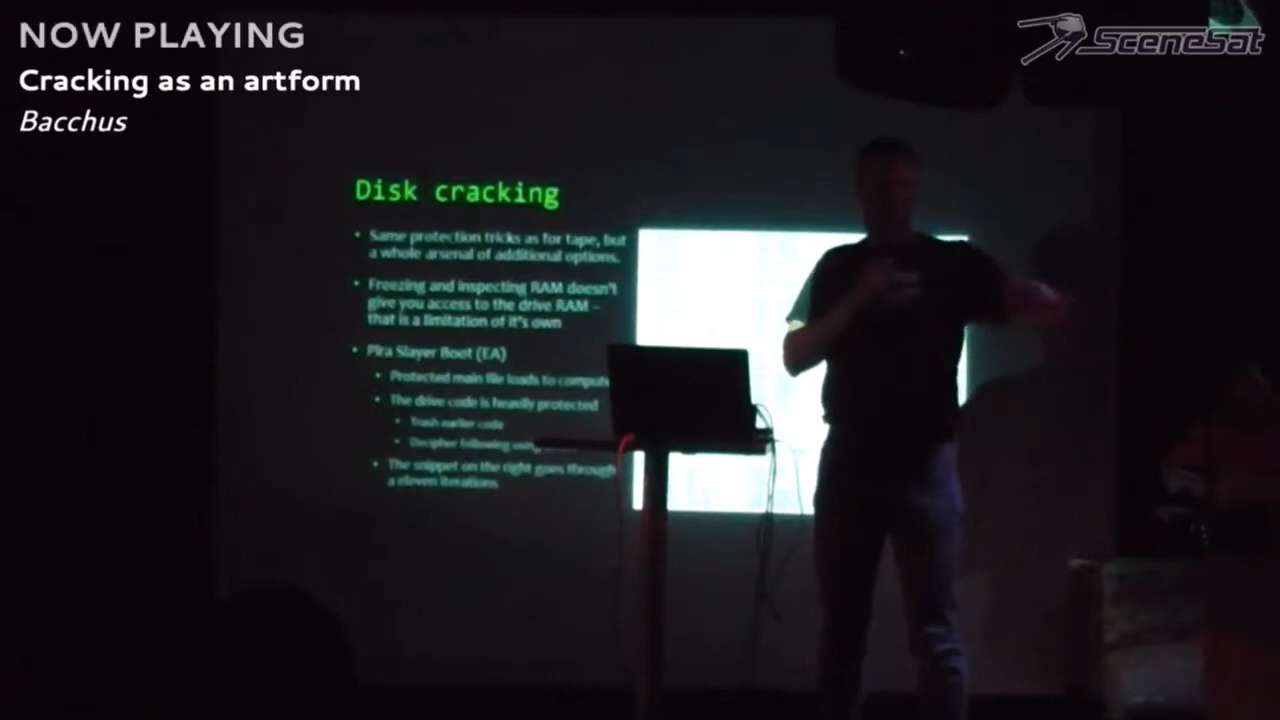 NOW PLAYING
Cracking as an artform
Bacchus
SceneSat
Disk cracking
• Same protection tricks as for tape, but
a whole arsenal of additional options.
• Freezing and inspecting RAM doesn't
give you access to the drive RAM –
that is a limitation of it's own
• Pira Slayer Boot (EA)
• Protected main file loads to compute
• The drive code is heavily protected
• Trash earlier code
• Decipher following using
• The snippet on the right goes through
a eleven iterations